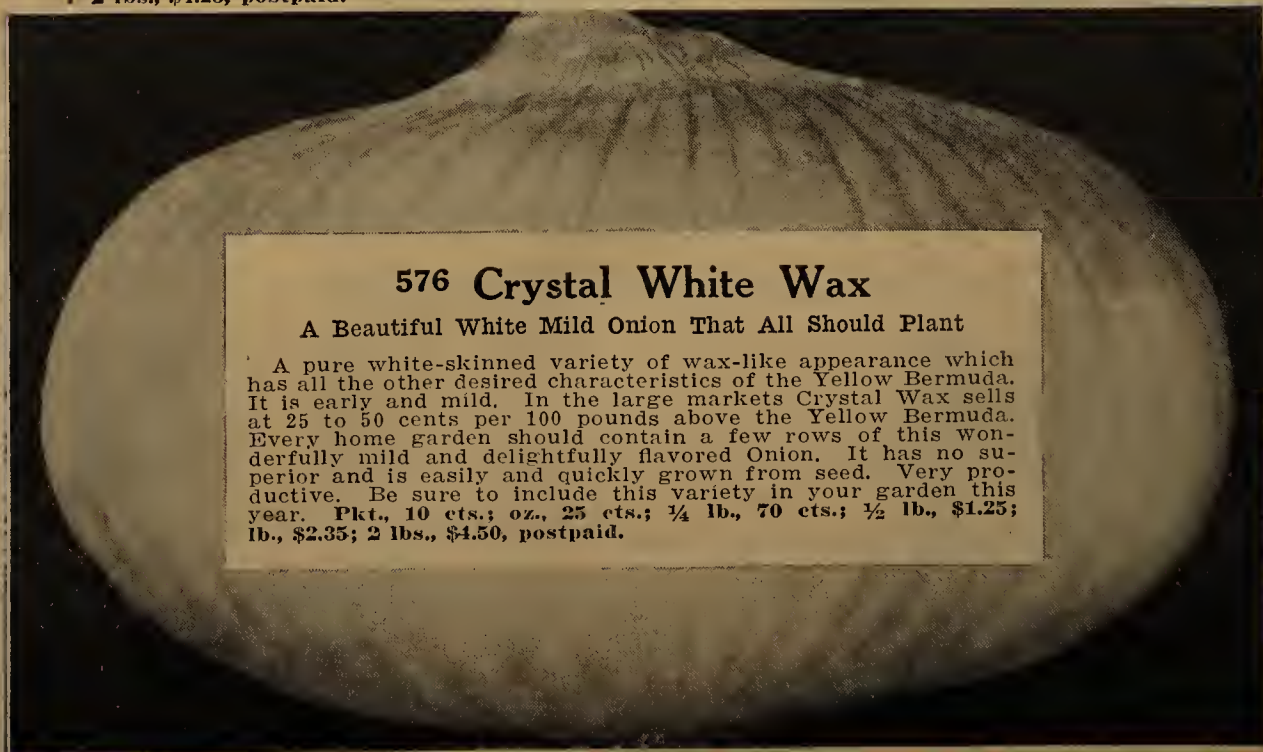 2 lbs., $4.25, postpaid.
576 Crystal White Wax
A Beautiful White Mild Onion That All Should Plant
A pure white-skinned variety of wax-like appearance which
has all the other desired characteristics of the Yellow Bermuda.
It is early and mild. In the large markets Crystal Wax sells
at 25 to 50 cents per 100 pounds above the Yellow Bermuda.
Every home garden should contain a few rows of this won-
derfully mild and delightfully flavored Onion. It has no su-
perior and is easily and quickly grown from seed. Very pro-
ductive. Be sure to include this variety in your garden this
year. Pkt., 10 cts.; oz., 25 cts.; ¼ lb., 70 cts.; ½ lb., $1.25;
lb., $2.35; 2 lbs., $4.50, postpaid.